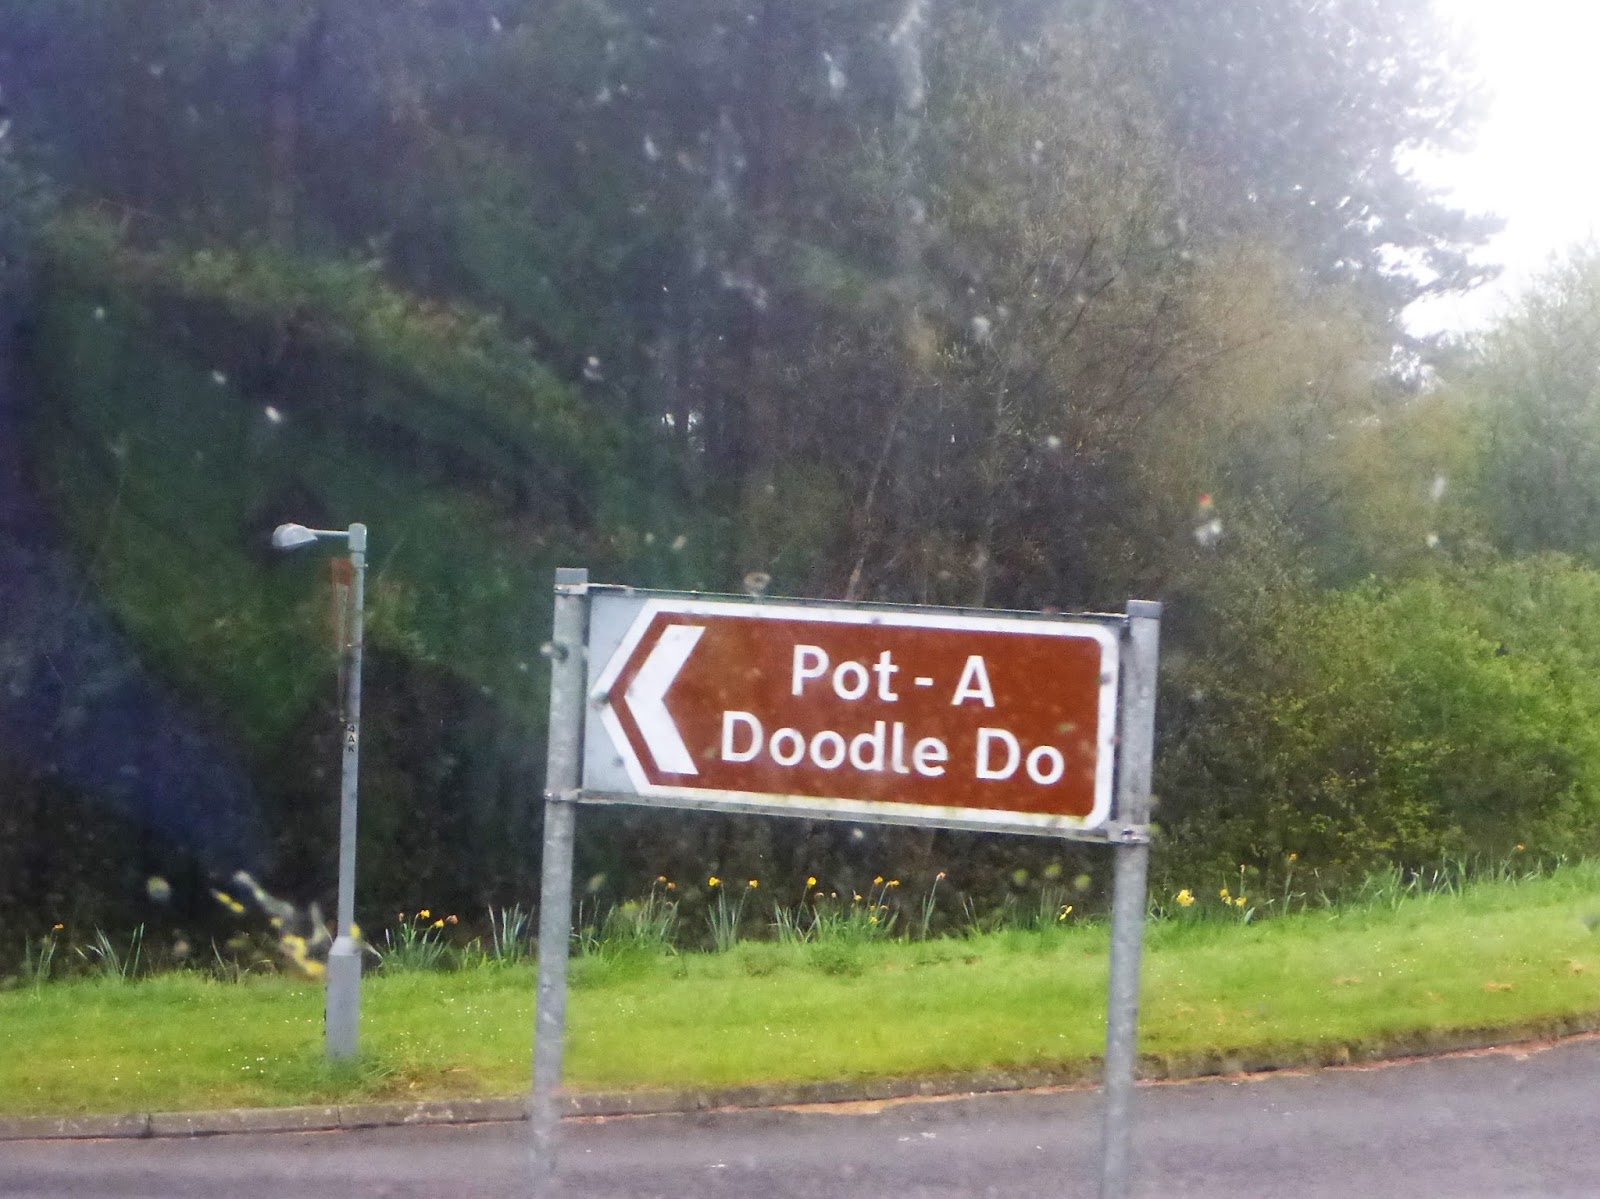 Pot - A
Doodle Do